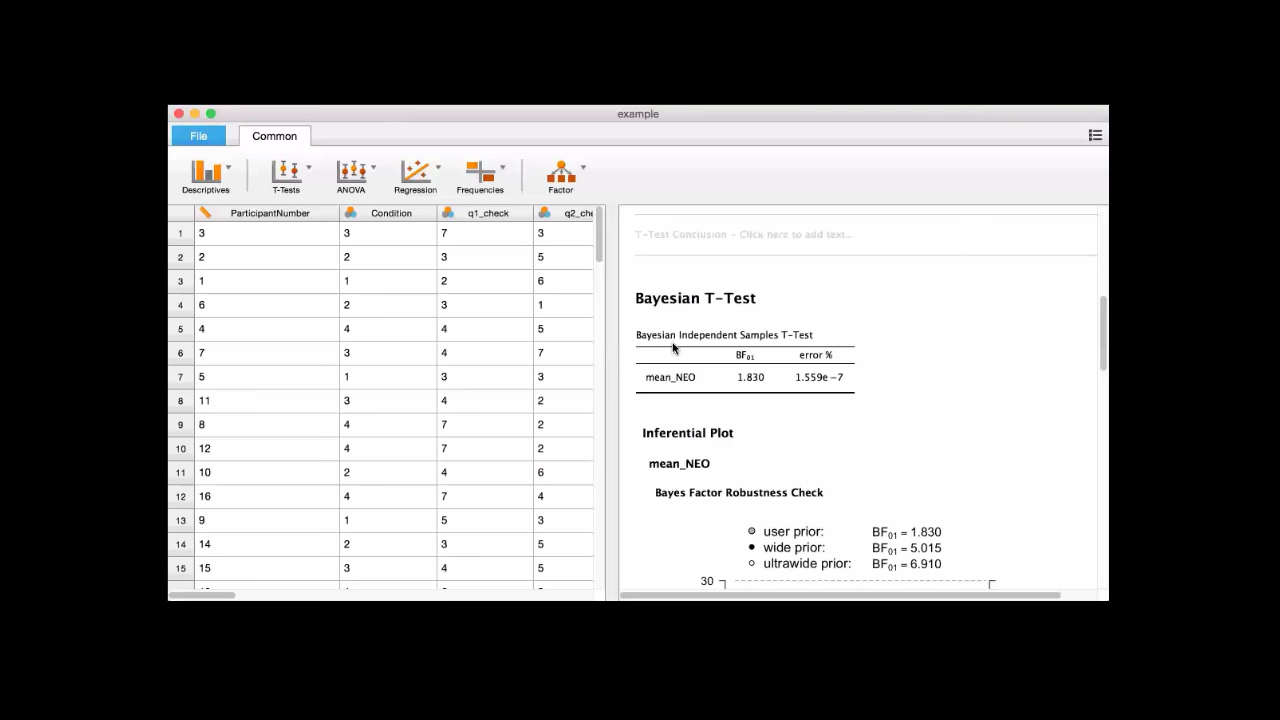 example
File Common
Descriptives T-Tests ANOVA Regression Frequencies Factor
ParticipantNumber Condition q1_check q2_che
1 3 3 7 3
2 2 2 3 5
3 1 1 2 6
4 6 2 3 1
5 4 4 4 5
6 7 3 4 7
7 5 1 3 3
8 11 3 4 2
9 8 4 7 2
10 12 4 7 2
11 10 2 4 6
12 16 4 7 4
13 9 1 5 3
14 14 2 3 5
15 15 3 4 5
T-Test Conclusion - Click here to add text...
Bayesian T-Test
Bayesian Independent Samples T-Test
BF₀₁ error %
mean_NEO 1.830 1.559e -7
Inferential Plot
mean_NEO
Bayes Factor Robustness Check
user prior: BF₀₁ = 1.830
wide prior: BF₀₁ = 5.015
ultrawide prior: BF₀₁ = 6.910
30